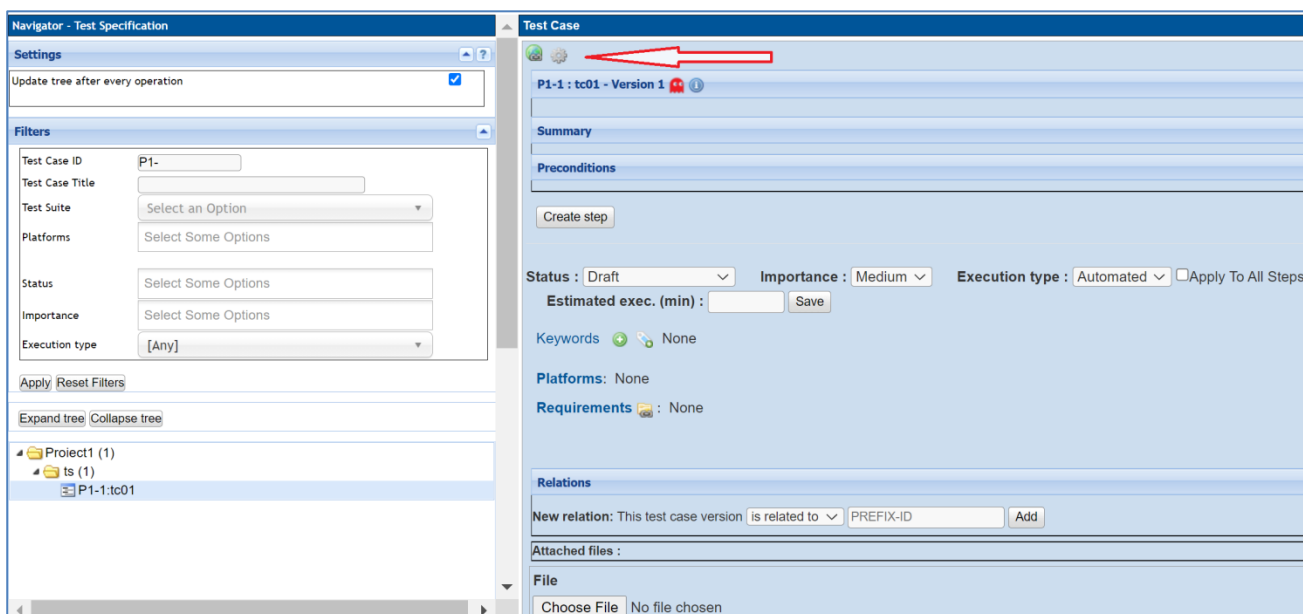 Navigator - Test Specification
Settings
?
Update tree after every operation
Filters
Test Case ID P1-
Test Case Title
Test Suite Select an Option
Platforms Select Some Options
Status Select Some Options
Importance Select Some Options
Execution type [Any]
Apply Reset Filters
Expand tree Collapse tree
Proiect1 (1)
ts (1)
P1-1:tc01
Test Case
P1-1 : tc01 - Version 1
Summary
Preconditions
Create step
Status : Draft Importance : Medium Execution type : Automated Apply To All Steps
Estimated exec. (min) : Save
Keywords None
Platforms: None
Requirements : None
Relations
New relation: This test case version is related to PREFIX-ID Add
Attached files :
File
Choose File No file chosen